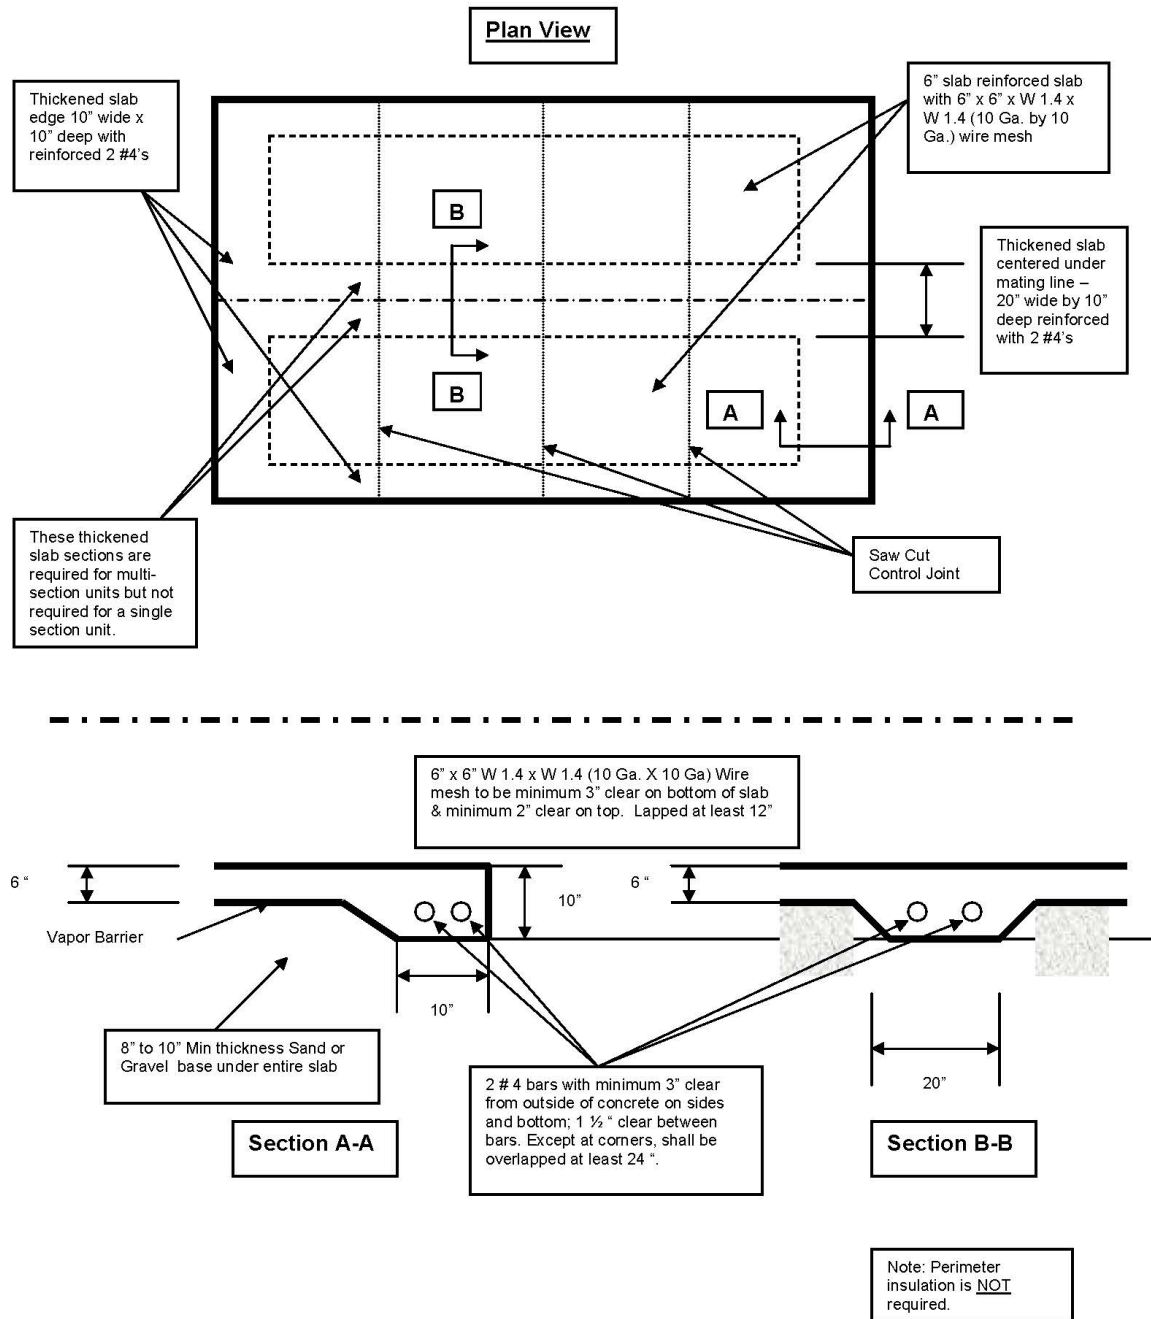 Plan View
Thickened slab
edge 10” wide x
10” deep with
reinforced 2 #4’s
6” slab reinforced slab
with 6” x 6” x W 1.4 x
W 1.4 (10 Ga. by 10
Ga.) wire mesh
B
Thickened slab
centered under
mating line –
20” wide by 10”
deep reinforced
with 2 #4’s
B
A
A
These thickened
slab sections are
required for multi-
section units but not
required for a single
section unit.
Saw Cut
Control Joint
6” x 6” W 1.4 x W 1.4 (10 Ga. X 10 Ga) Wire
mesh to be minimum 3” clear on bottom of slab
& minimum 2” clear on top.  Lapped at least 12”
6 “
10”
6 “
Vapor Barrier
10”
8” to 10” Min thickness Sand or
Gravel  base under entire slab
2 # 4 bars with minimum 3” clear
from outside of concrete on sides
and bottom; 1 ½ “ clear between
bars. Except at corners, shall be
overlapped at least 24 “.
20”
Section A-A
Section B-B
Note: Perimeter
insulation is NOT
required.